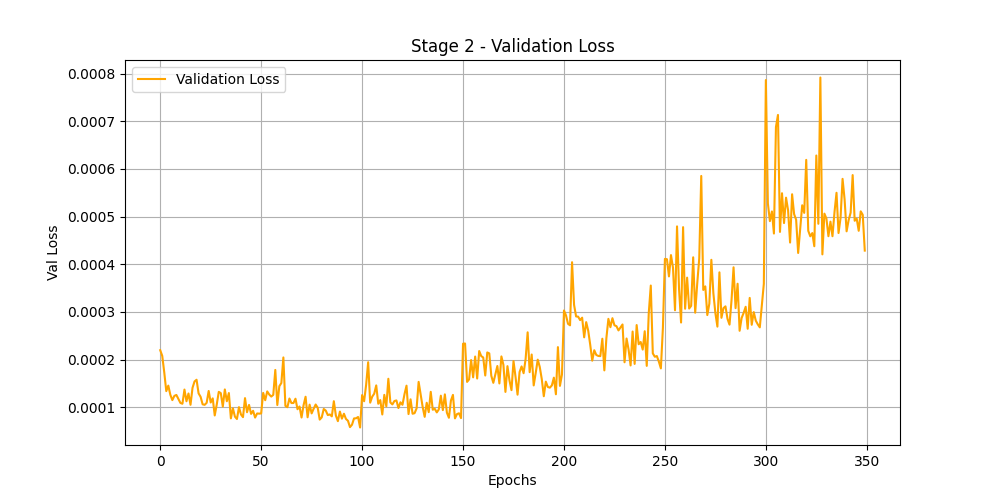 Stage 2 - Validation Loss
Validation Loss
0.0008
0.0007
0.0006
0.0005
0.0004
0.0003
0.0002
0.0001
Val Loss
0 50 100 150 200 250 300 350
Epochs